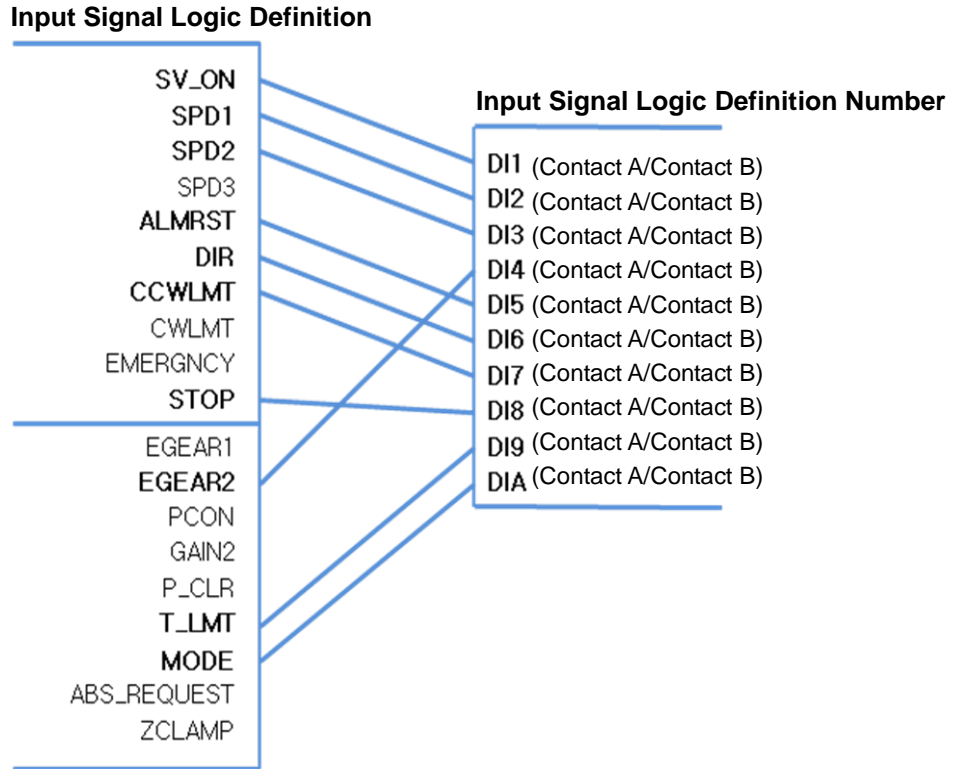 Input Signal Logic Definition
SV_ON
SPD1
SPD2
SPD3
ALMRST
DIR
CCWLMT
CWLMT
EMERGNCY
STOP
EGEAR1
EGEAR2
PCON
GAIN2
P_CLR
T_LMT
MODE
ABS_REQUEST
ZCLAMP
Input Signal Logic Definition Number
DI1 (Contact A/Contact B)
DI2 (Contact A/Contact B)
DI3 (Contact A/Contact B)
DI4 (Contact A/Contact B)
DI5 (Contact A/Contact B)
DI6 (Contact A/Contact B)
DI7 (Contact A/Contact B)
DI8 (Contact A/Contact B)
DI9 (Contact A/Contact B)
DIA (Contact A/Contact B)